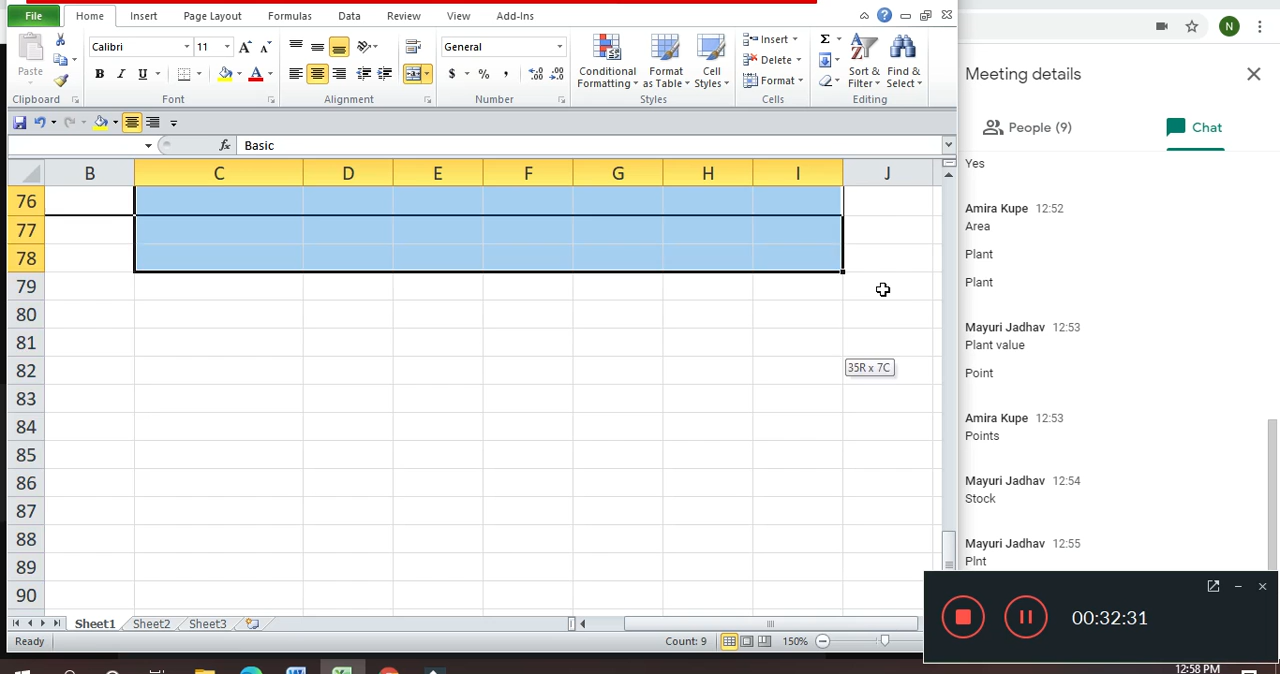 File Home Insert Page Layout Formulas Data Review View Add-Ins
Paste
Calibri 11
General
Conditional Formatting
Format as Table
Cell Styles
Insert
Delete
Format
Sort & Filter
Find & Select
Clipboard Font Alignment Number Styles Cells Editing
fx Basic
B C D E F G H I J
76
77
78
79
80
81
82
83
84
85
86
87
88
89
90
35R x 7C
Sheet1 Sheet2 Sheet3
Ready Count: 9 150%
N
Meeting details
People (9) Chat
Yes
Amira Kupe 12:52
Area
Plant
Plant
Mayuri Jadhav 12:53
Plant value
Point
Amira Kupe 12:53
Points
Mayuri Jadhav 12:54
Stock
Mayuri Jadhav 12:55
Plnt
00:32:31
12:58 PM